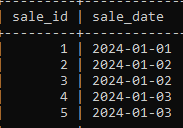 | sale_id | sale_date
| 1 | 2024-01-01
| 2 | 2024-01-02
| 3 | 2024-01-02
| 4 | 2024-01-03
| 5 | 2024-01-03